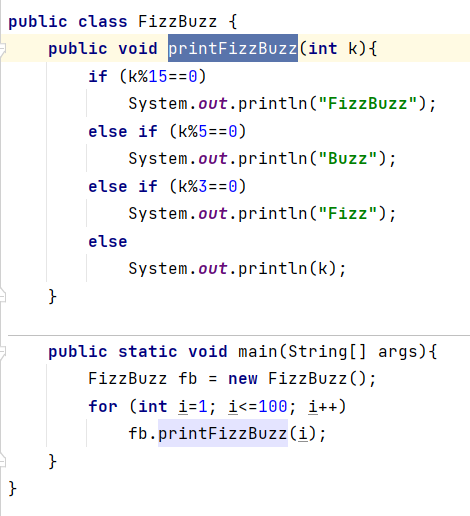 public class FizzBuzz {
    public void printFizzBuzz(int k){
        if (k%15==0)
            System.out.println("FizzBuzz");
        else if (k%5==0)
            System.out.println("Buzz");
        else if (k%3==0)
            System.out.println("Fizz");
        else
            System.out.println(k);
    }
    public static void main(String[] args){
        FizzBuzz fb = new FizzBuzz();
        for (int i=1; i<=100; i++)
            fb.printFizzBuzz(i);
    }
}